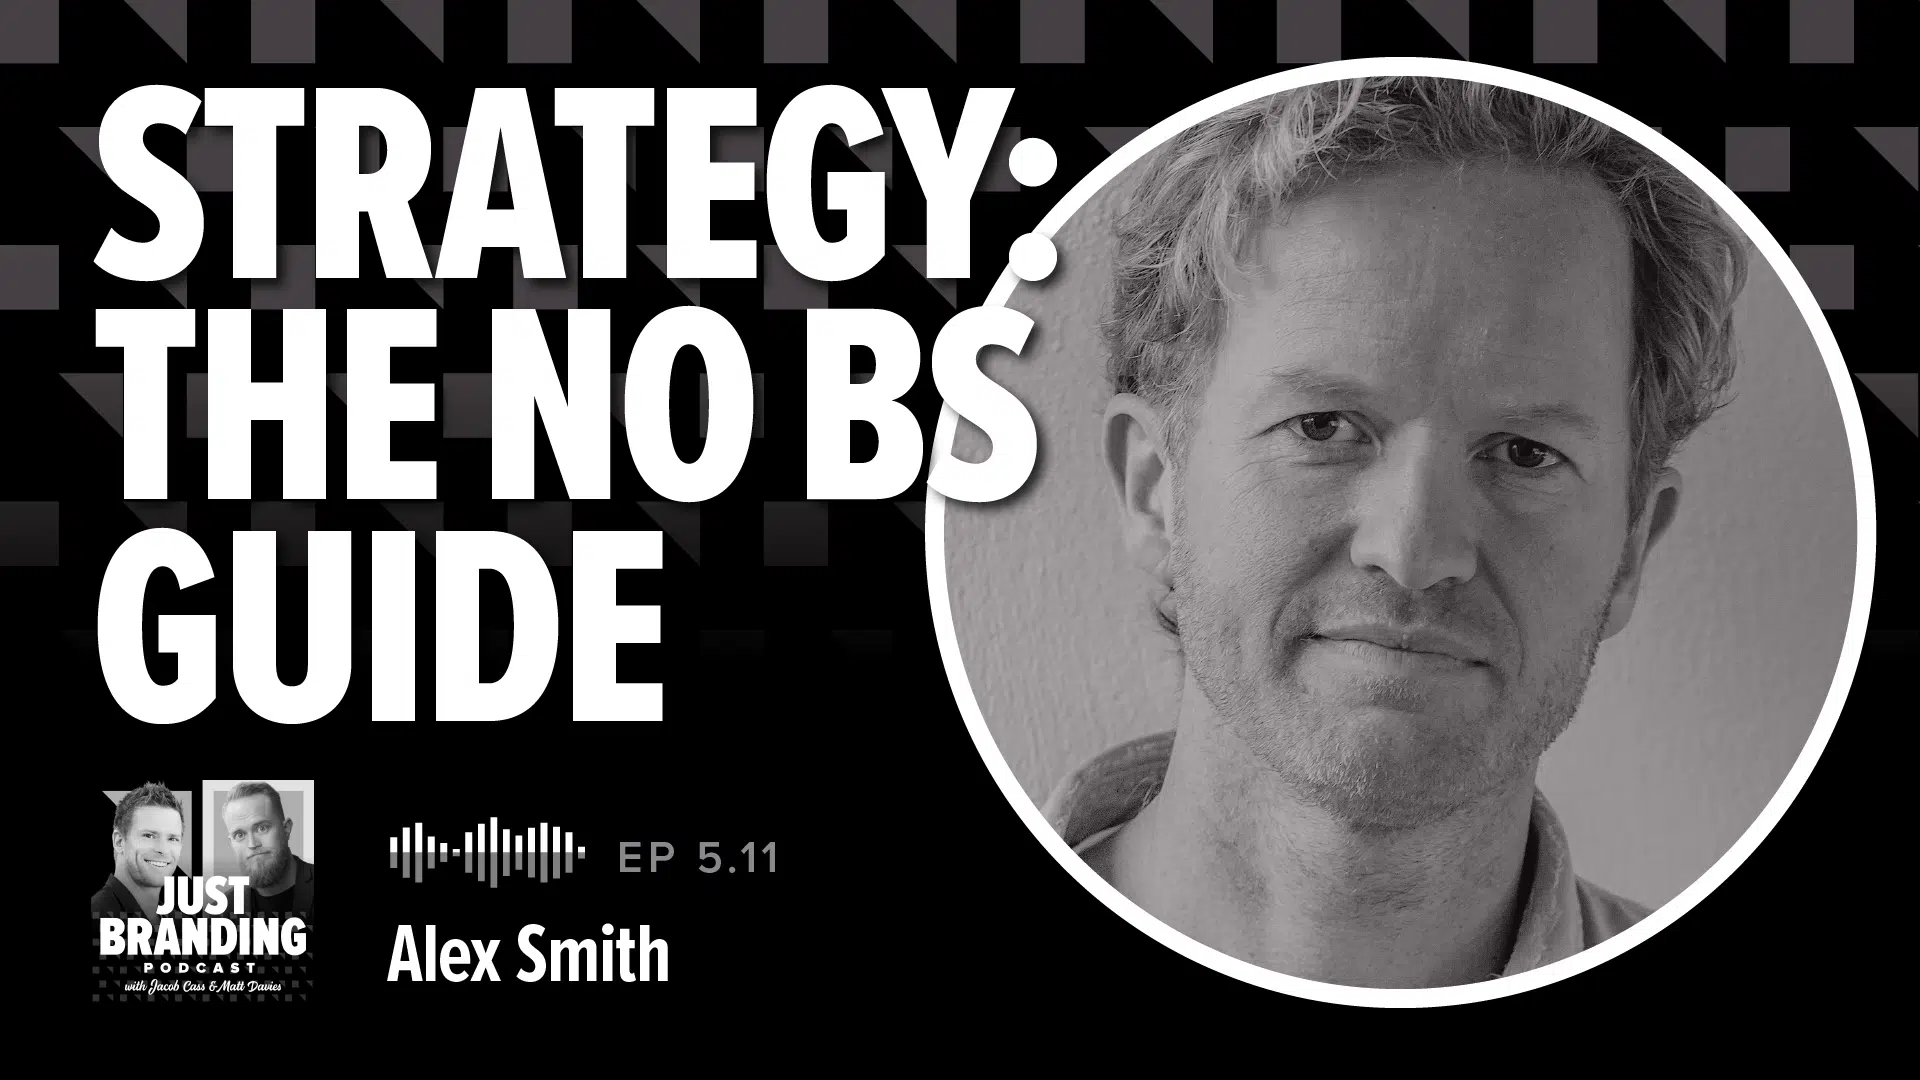 STRATEGY:
THE NO BS
GUIDE
EP 5.11
Alex Smith
JUST
BRANDING
PODCAST
with Jacob Cass & Matt Davies